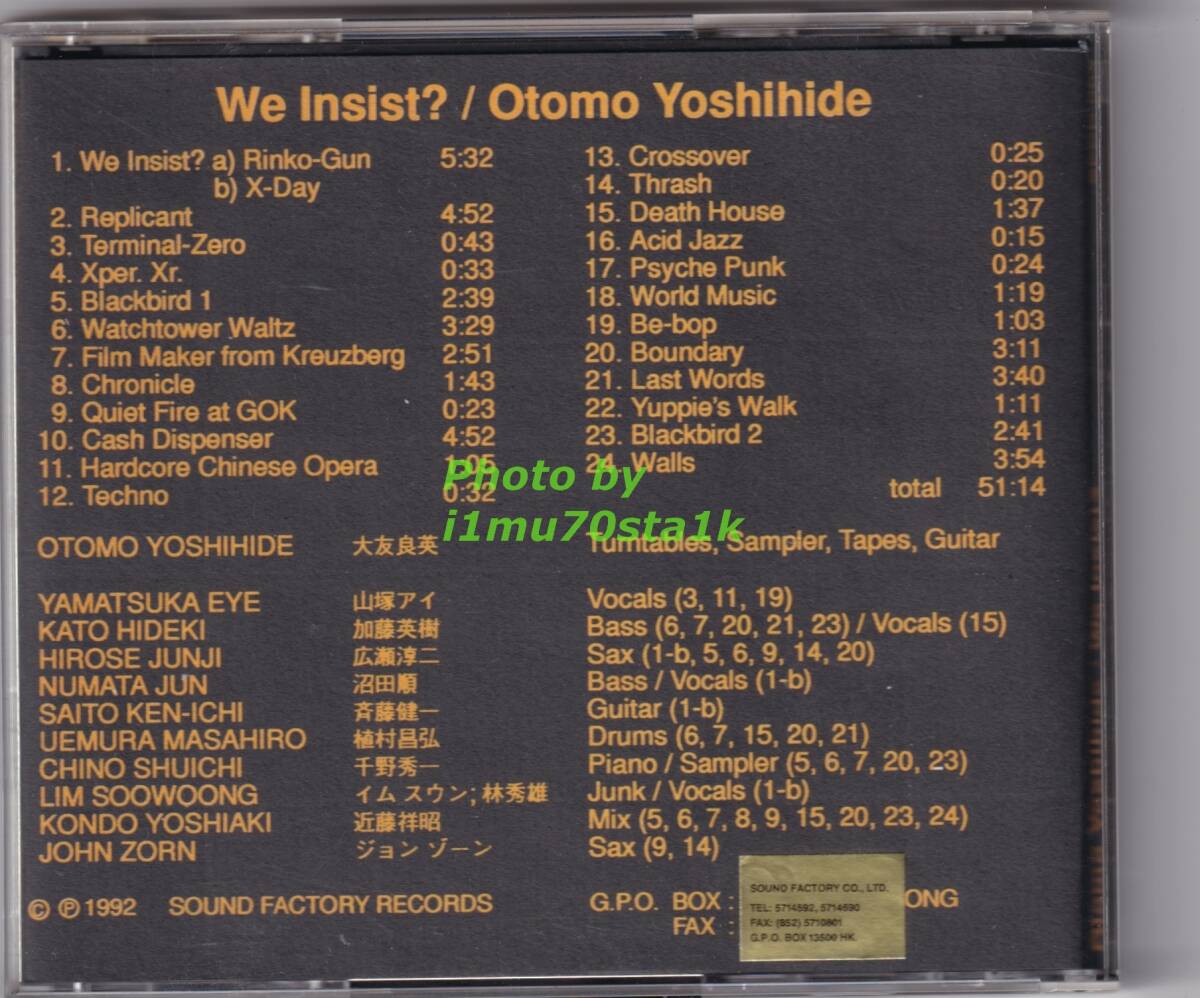 We Insist? / Otomo Yoshihide
1. We Insist? a) Rinko-Gun 5:32
b) X-Day
2. Replicant 4:52
3. Terminal-Zero 0:43
4. Xper. Xr. 0:33
5. Blackbird 1 2:39
6. Watchtower Waltz 3:29
7. Film Maker from Kreuzberg 2:51
8. Chronicle 1:43
9. Quiet Fire at GOK 0:23
10. Cash Dispenser 4:52
11. Hardcore Chinese Opera 1:05
12. Techno 0:32
13. Crossover 0:25
14. Thrash 0:20
15. Death House 1:37
16. Acid Jazz 0:15
17. Psyche Punk 0:24
18. World Music 1:19
19. Be-bop 1:03
20. Boundary 3:11
21. Last Words 3:40
22. Yuppie's Walk 1:11
23. Blackbird 2 2:41
24. Walls 3:54
total 51:14
Photo by
i1mu70sta1k
OTOMO YOSHIHIDE 大友良英 Turntables, Sampler, Tapes, Guitar
YAMATSUKA EYE 山塚アイ Vocals (3, 11, 19)
KATO HIDEKI 加藤英樹 Bass (6, 7, 20, 21, 23) / Vocals (15)
HIROSE JUNJI 広瀬淳二 Sax (1-b, 5, 6, 9, 14, 20)
NUMATA JUN 沼田順 Bass / Vocals (1-b)
SAITO KEN-ICHI 斉藤健一 Guitar (1-b)
UEMURA MASAHIRO 植村昌弘 Drums (6, 7, 15, 20, 21)
CHINO SHUICHI 千野秀一 Piano / Sampler (5, 6, 7, 20, 23)
LIM SOOWOONG イム スウン; 林秀雄 Junk / Vocals (1-b)
KONDO YOSHIAKI 近藤祥昭 Mix (5, 6, 7, 8, 9, 15, 20, 23, 24)
JOHN ZORN ジョン ゾーン Sax (9, 14)
© ℗ 1992 SOUND FACTORY RECORDS
G.P.O. BOX : ONG
FAX :
SOUND FACTORY CO., LTD.
TEL: 5714592, 5714690
FAX: (852) 5710801
G.P.O. BOX 13500 HK.